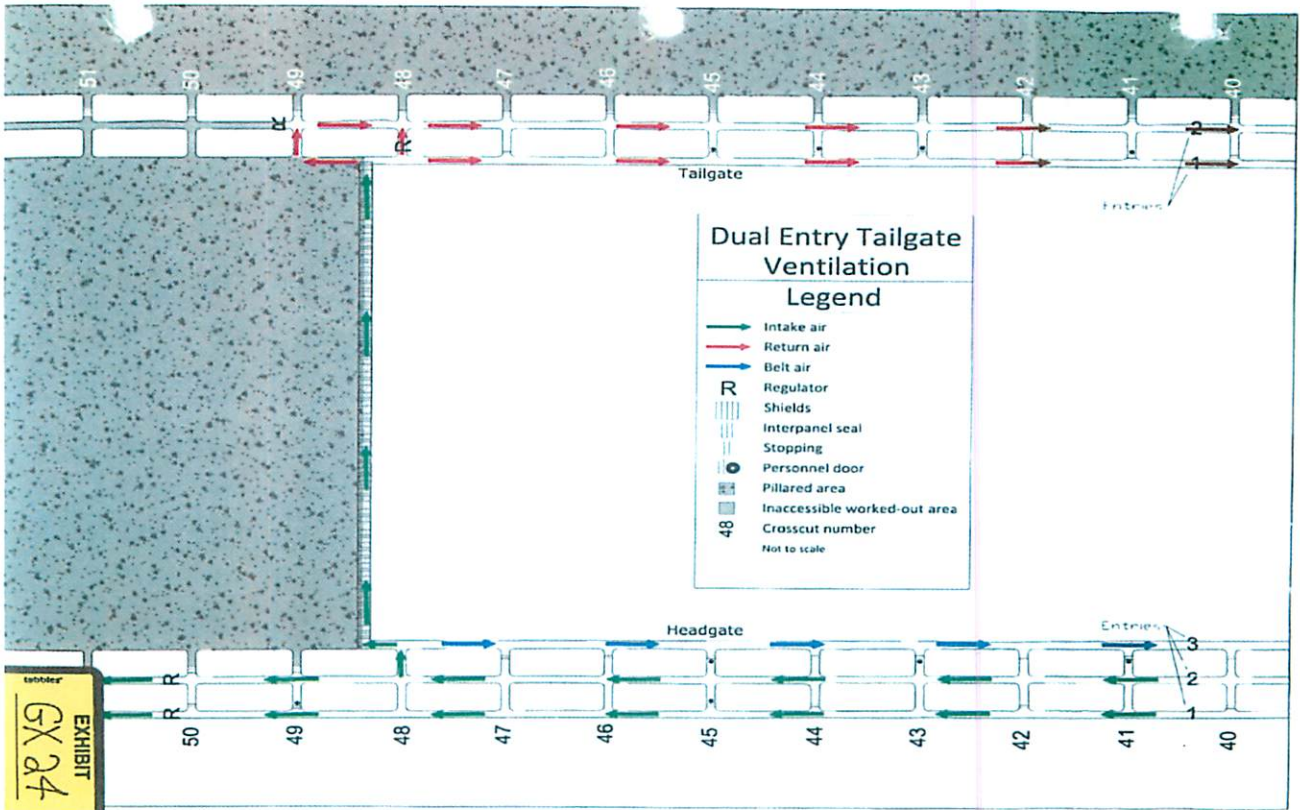 51 50 49 48 47 46 45 44 43 42 41 40
R
R
2
1
Tailgate
Entries
Dual Entry Tailgate
Ventilation
Legend
Intake air
Return air
Belt air
R Regulator
Shields
Interpanel seal
Stopping
Personnel door
Pillared area
Inaccessible worked-out area
48 Crosscut number
Not to scale
Headgate
Entries
3
R
2
R
1
50 49 48 47 46 45 44 43 42 41 40
tabbies®
EXHIBIT
GX 24